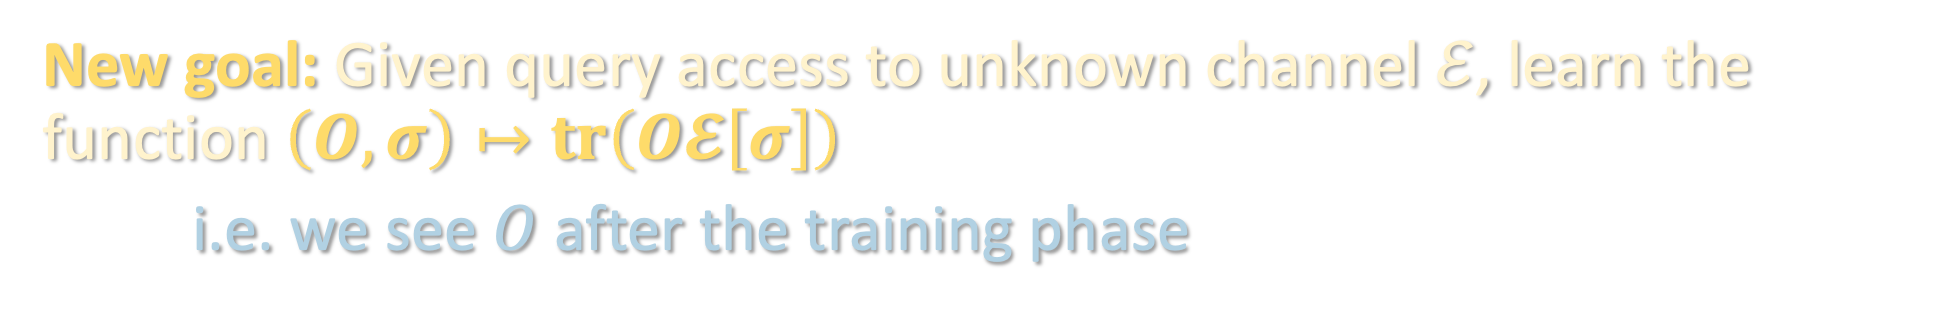 New goal: Given query access to unknown channel ℰ, learn the
function (𝑶, 𝝈) ↦ tr(𝑶ℰ[𝝈])
i.e. we see 𝑂 after the training phase